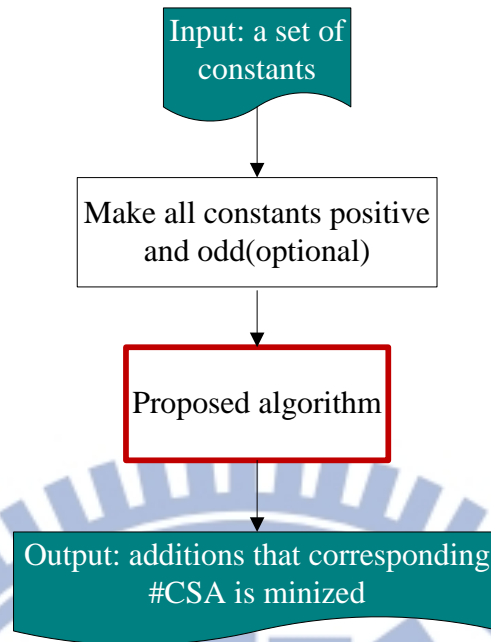 Input: a set of
constants
Make all constants positive
and odd(optional)
Proposed algorithm
Output: additions that corresponding
#CSA is minized